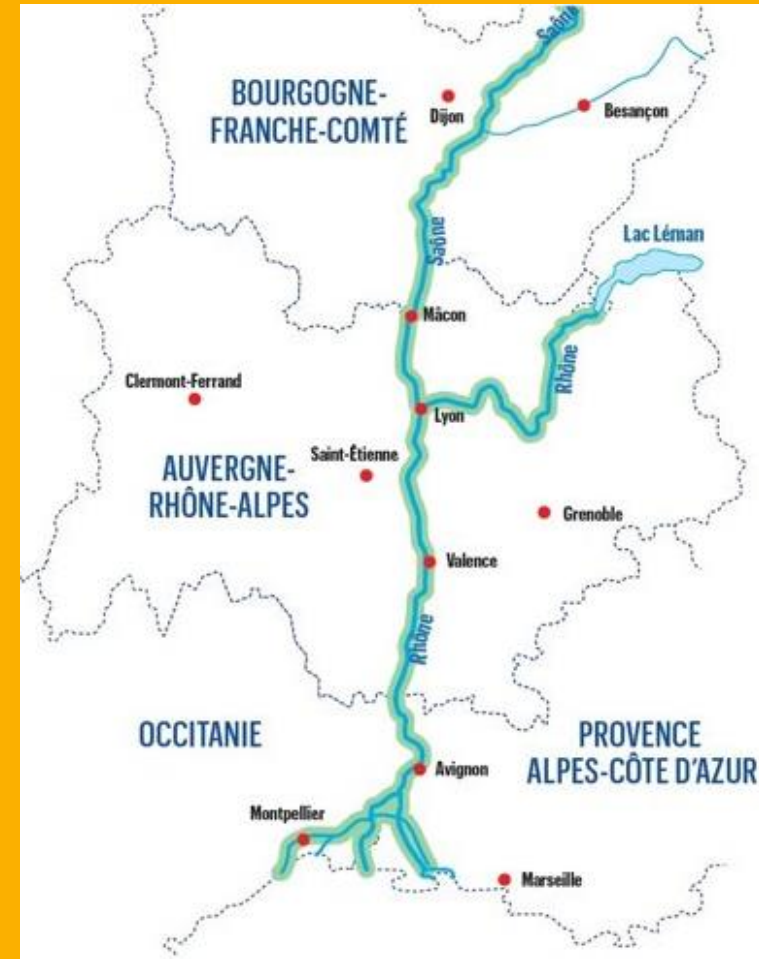 Saône
BOURGOGNE-
FRANCHE-COMTÉ
Dijon
Besançon
Saône
Lac Léman
Mâcon
Rhône
Clermont-Ferrand
Lyon
Saint-Étienne
AUVERGNE-
RHÔNE-ALPES
Grenoble
Valence
Rhône
OCCITANIE
PROVENCE
ALPES-CÔTE D'AZUR
Avignon
Montpellier
Marseille